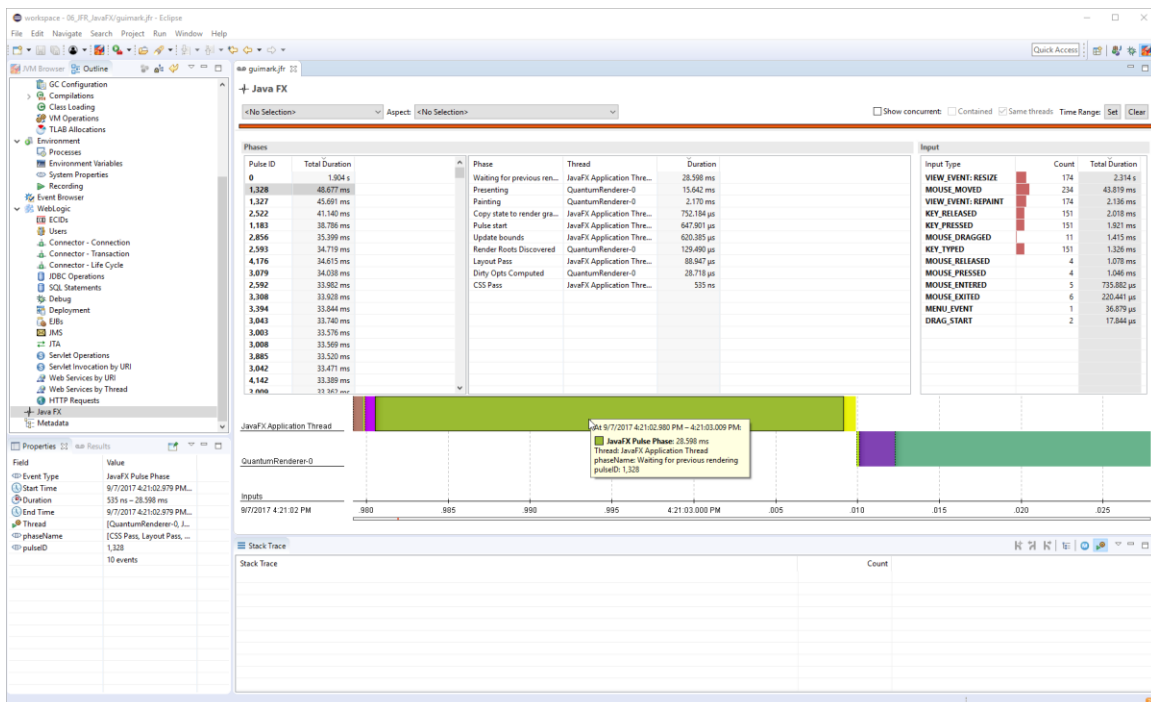 workspace - 06_JFR_JavaFX/guimark.jfr - Eclipse
File Edit Navigate Search Project Run Window Help
Quick Access
JVM Browser Outline
GC Configuration
Compilations
Class Loading
VM Operations
TLAB Allocations
Environment
Processes
Environment Variables
System Properties
Recording
Event Browser
WebLogic
ECIDs
Users
Connector - Connection
Connector - Transaction
Connector - Life Cycle
JDBC Operations
SQL Statements
Debug
Deployment
EJBs
JMS
JTA
Servlet Operations
Servlet Invocation by URI
Web Services by URI
Web Services by Thread
HTTP Requests
Java FX
Metadata
Properties Results
Field Value
Event Type JavaFX Pulse Phase
Start Time 9/7/2017 4:21:02.979 PM...
Duration 535 ns – 28.598 ms
End Time 9/7/2017 4:21:02.979 PM...
Thread [QuantumRenderer-0, J...
phaseName [CSS Pass, Layout Pass, ...
pulseID 1,328
10 events
guimark.jfr
Java FX
<No Selection> Aspect: <No Selection> Show concurrent: Contained Same threads Time Range: Set Clear
Phases
Pulse ID Total Duration
0 1.904 s
1,328 48.677 ms
1,327 45.691 ms
2,522 41.140 ms
1,183 38.786 ms
2,856 35.399 ms
2,593 34.719 ms
4,176 34.615 ms
3,079 34.038 ms
2,592 33.982 ms
3,308 33.928 ms
3,394 33.844 ms
3,043 33.740 ms
3,003 33.576 ms
3,008 33.569 ms
3,885 33.520 ms
3,042 33.471 ms
4,142 33.389 ms
3,009 33.362 ms
Phase Thread Duration
Waiting for previous ren... JavaFX Application Thre... 28.598 ms
Presenting QuantumRenderer-0 15.642 ms
Painting QuantumRenderer-0 2.170 ms
Copy state to render gra... JavaFX Application Thre... 752.184 µs
Pulse start JavaFX Application Thre... 647.901 µs
Update bounds JavaFX Application Thre... 620.385 µs
Render Roots Discovered QuantumRenderer-0 129.490 µs
Layout Pass JavaFX Application Thre... 88.947 µs
Dirty Opts Computed QuantumRenderer-0 28.718 µs
CSS Pass JavaFX Application Thre... 535 ns
Input
Input Type Count Total Duration
VIEW_EVENT: RESIZE 174 2.314 s
MOUSE_MOVED 234 43.819 ms
VIEW_EVENT: REPAINT 174 2.136 ms
KEY_RELEASED 151 2.018 ms
KEY_PRESSED 151 1.921 ms
MOUSE_DRAGGED 11 1.415 ms
KEY_TYPED 151 1.326 ms
MOUSE_RELEASED 4 1.078 ms
MOUSE_PRESSED 4 1.046 ms
MOUSE_ENTERED 5 735.882 µs
MOUSE_EXITED 6 220.441 µs
MENU_EVENT 1 36.879 µs
DRAG_START 2 17.844 µs
JavaFX Application Thread
QuantumRenderer-0
Inputs
At 9/7/2017 4:21:02.980 PM – 4:21:03.009 PM:
JavaFX Pulse Phase: 28.598 ms
Thread: JavaFX Application Thread
phaseName: Waiting for previous rendering
pulseID: 1,328
9/7/2017 4:21:02 PM .980 .985 .990 .995 4:21:03.000 PM .005 .010 .015 .020 .025
Stack Trace
Stack Trace Count